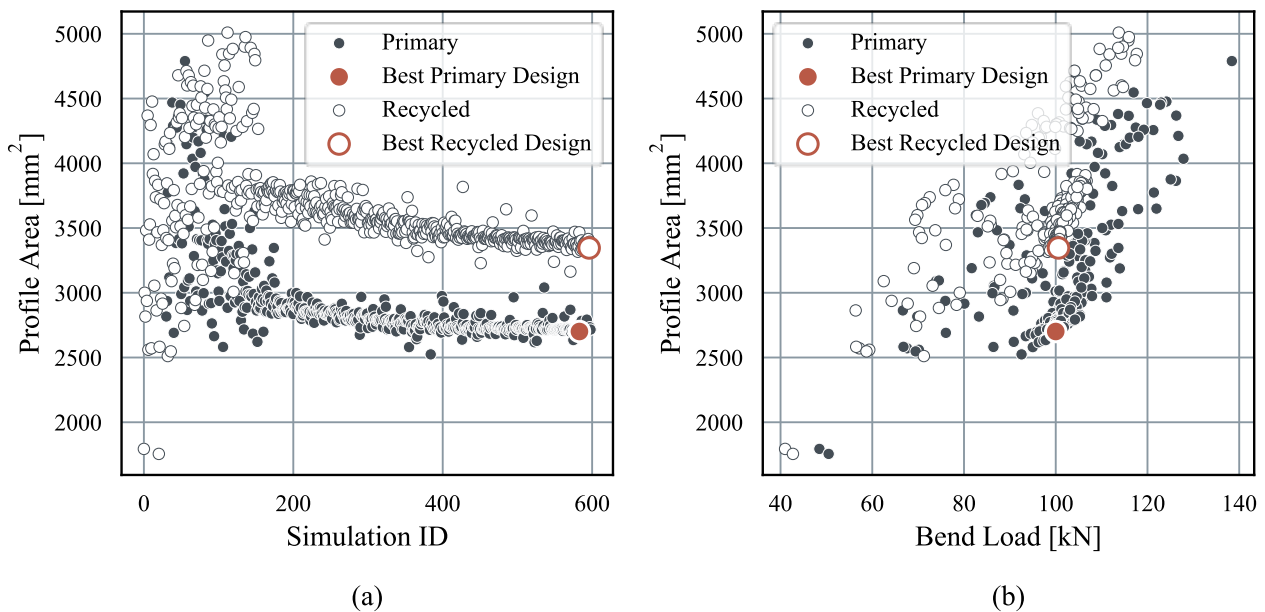 5000
4500
4000
3500
3000
2500
2000
Profile Area [mm²]
Primary
Best Primary Design
Recycled
Best Recycled Design
0 200 400 600
Simulation ID
(a)
5000
4500
4000
3500
3000
2500
2000
Profile Area [mm²]
Primary
Best Primary Design
Recycled
Best Recycled Design
40 60 80 100 120 140
Bend Load [kN]
(b)